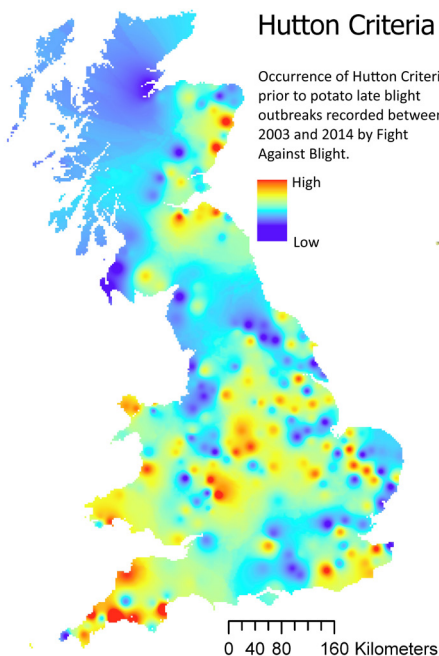 Hutton Criteria
Occurrence of Hutton Criteri
prior to potato late blight
outbreaks recorded between
2003 and 2014 by Fight
Against Blight.
High
Low
0 40 80 160 Kilometers